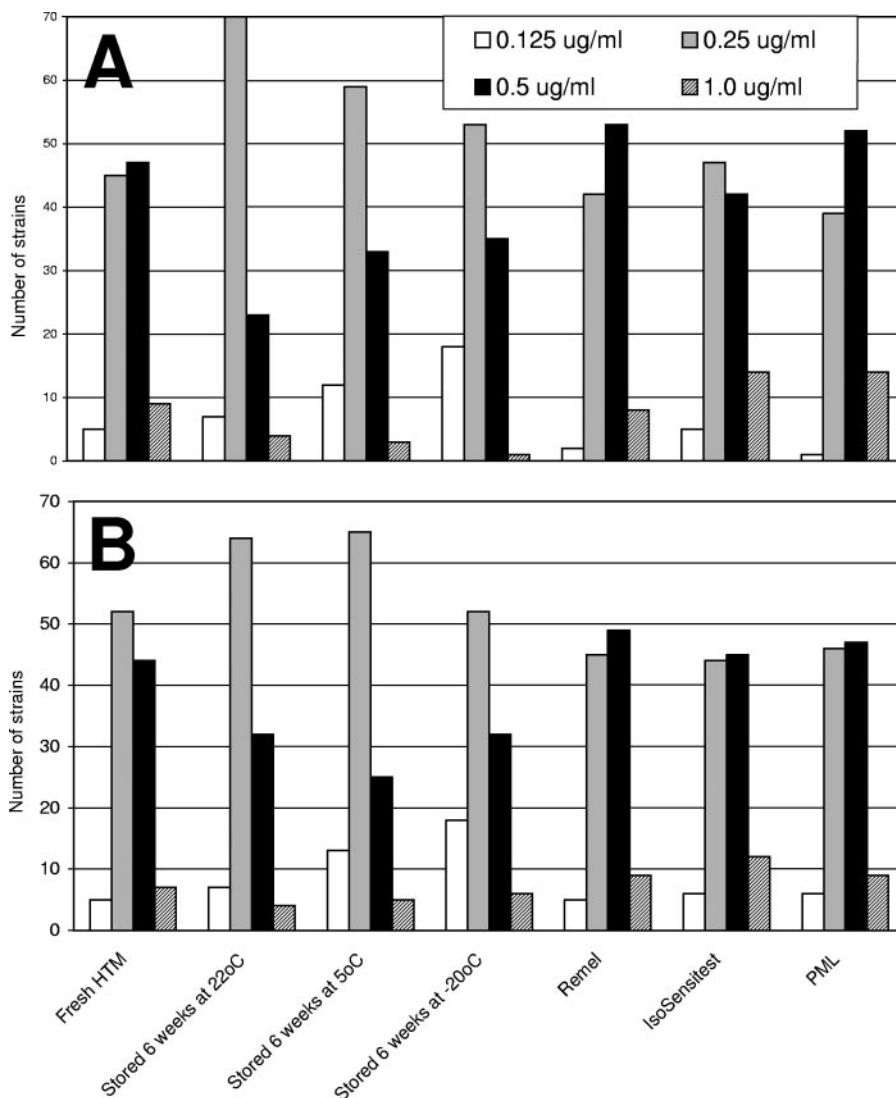 A
0.125 ug/ml 0.25 ug/ml
0.5 ug/ml 1.0 ug/ml
Number of strains
70
60
50
40
30
20
10
0
B
Number of strains
70
60
50
40
30
20
10
0
Fresh HTM
Stored 6 weeks at 22oC
Stored 6 weeks at 5oC
Stored 6 weeks at -20oC
Remel
IsoSensitest
PML